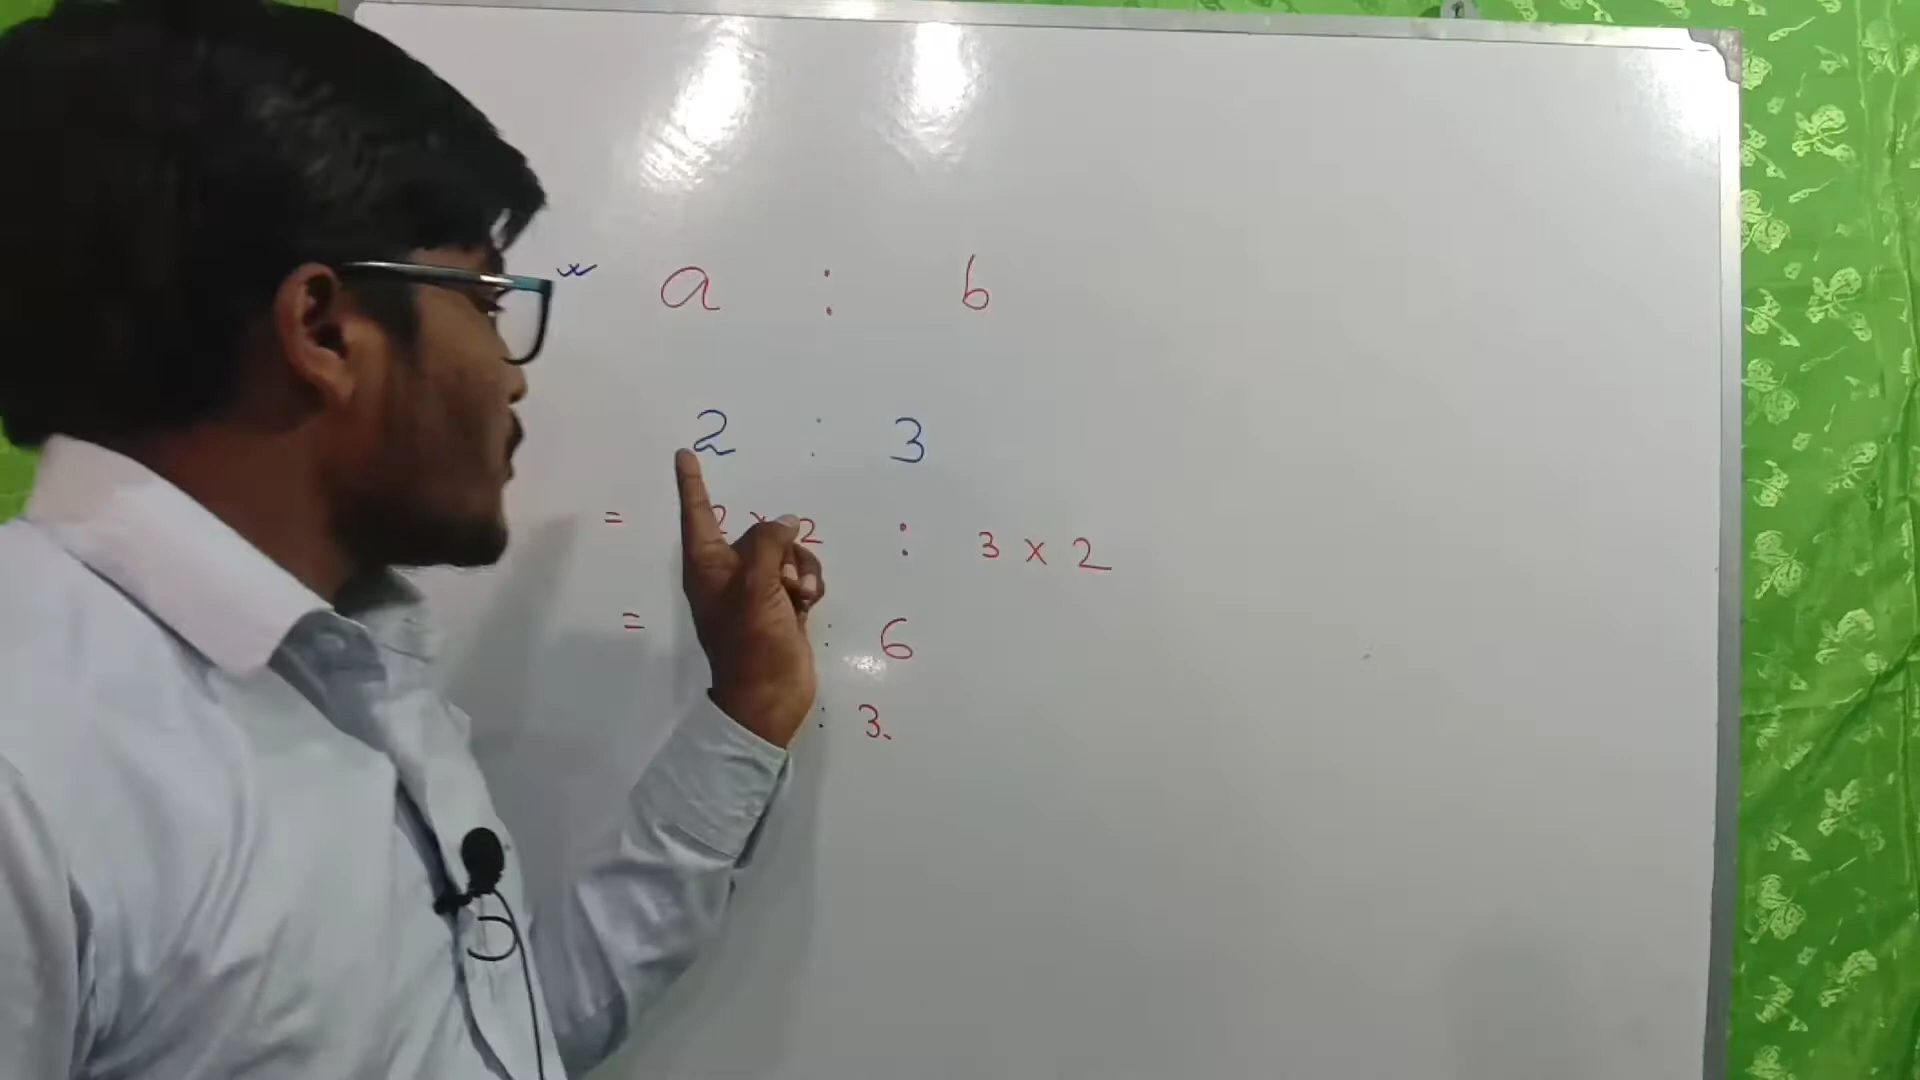 a : b
2 : 3
= 2 × 2 : 3 × 2
= : 6
: 3.